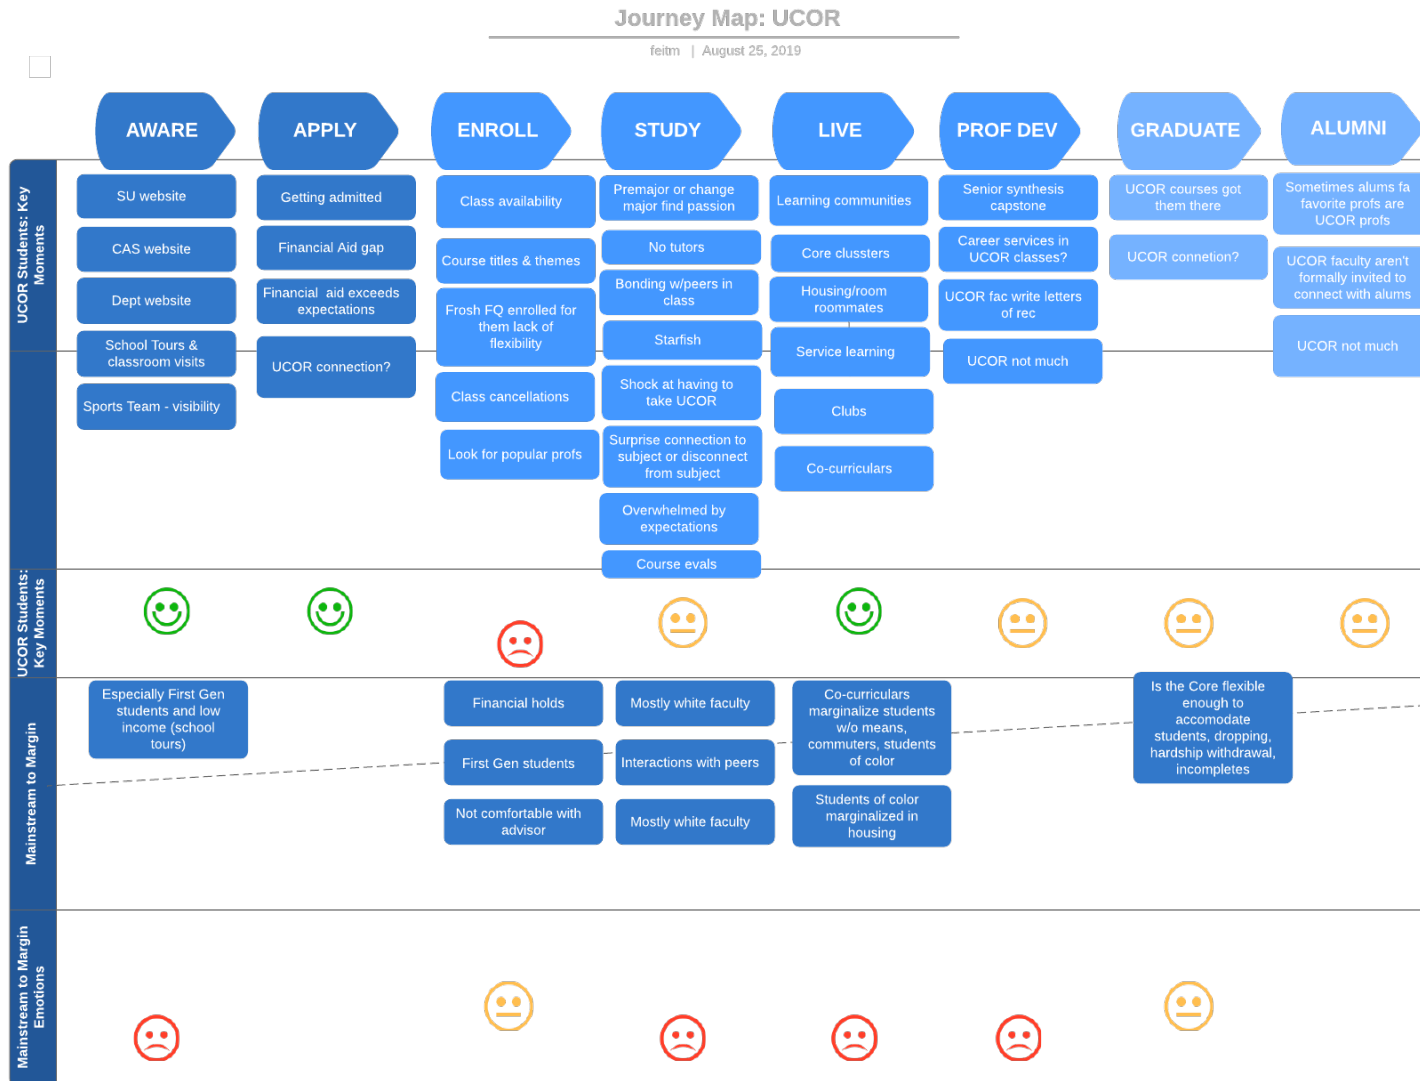 Journey Map: UCOR
feitm | August 25, 2019
AWARE
APPLY
ENROLL
STUDY
LIVE
PROF DEV
GRADUATE
ALUMNI
UCOR Students: Key
Moments
SU website
CAS website
Dept website
School Tours &
classroom visits
Sports Team - visibility
Getting admitted
Financial Aid gap
Financial aid exceeds
expectations
UCOR connection?
Class availability
Course titles & themes
Frosh FQ enrolled for
them lack of
flexibility
Class cancellations
Look for popular profs
Premajor or change
major find passion
No tutors
Bonding w/peers in
class
Starfish
Shock at having to
take UCOR
Surprise connection to
subject or disconnect
from subject
Overwhelmed by
expectations
Course evals
Learning communities
Core clussters
Housing/room
roommates
Service learning
Clubs
Co-curriculars
Senior synthesis
capstone
Career services in
UCOR classes?
UCOR fac write letters
of rec
UCOR not much
UCOR courses got
them there
UCOR connetion?
Sometimes alums fa
favorite profs are
UCOR profs
UCOR faculty aren't
formally invited to
connect with alums
UCOR not much
UCOR Students:
Key Moments
Mainstream to Margin
Especially First Gen
students and low
income (school
tours)
Financial holds
First Gen students
Not comfortable with
advisor
Mostly white faculty
Interactions with peers
Mostly white faculty
Co-curriculars
marginalize students
w/o means,
commuters, students
of color
Students of color
marginalized in
housing
Is the Core flexible
enough to
accomodate
students, dropping,
hardship withdrawal,
incompletes
Mainstream to Margin
Emotions